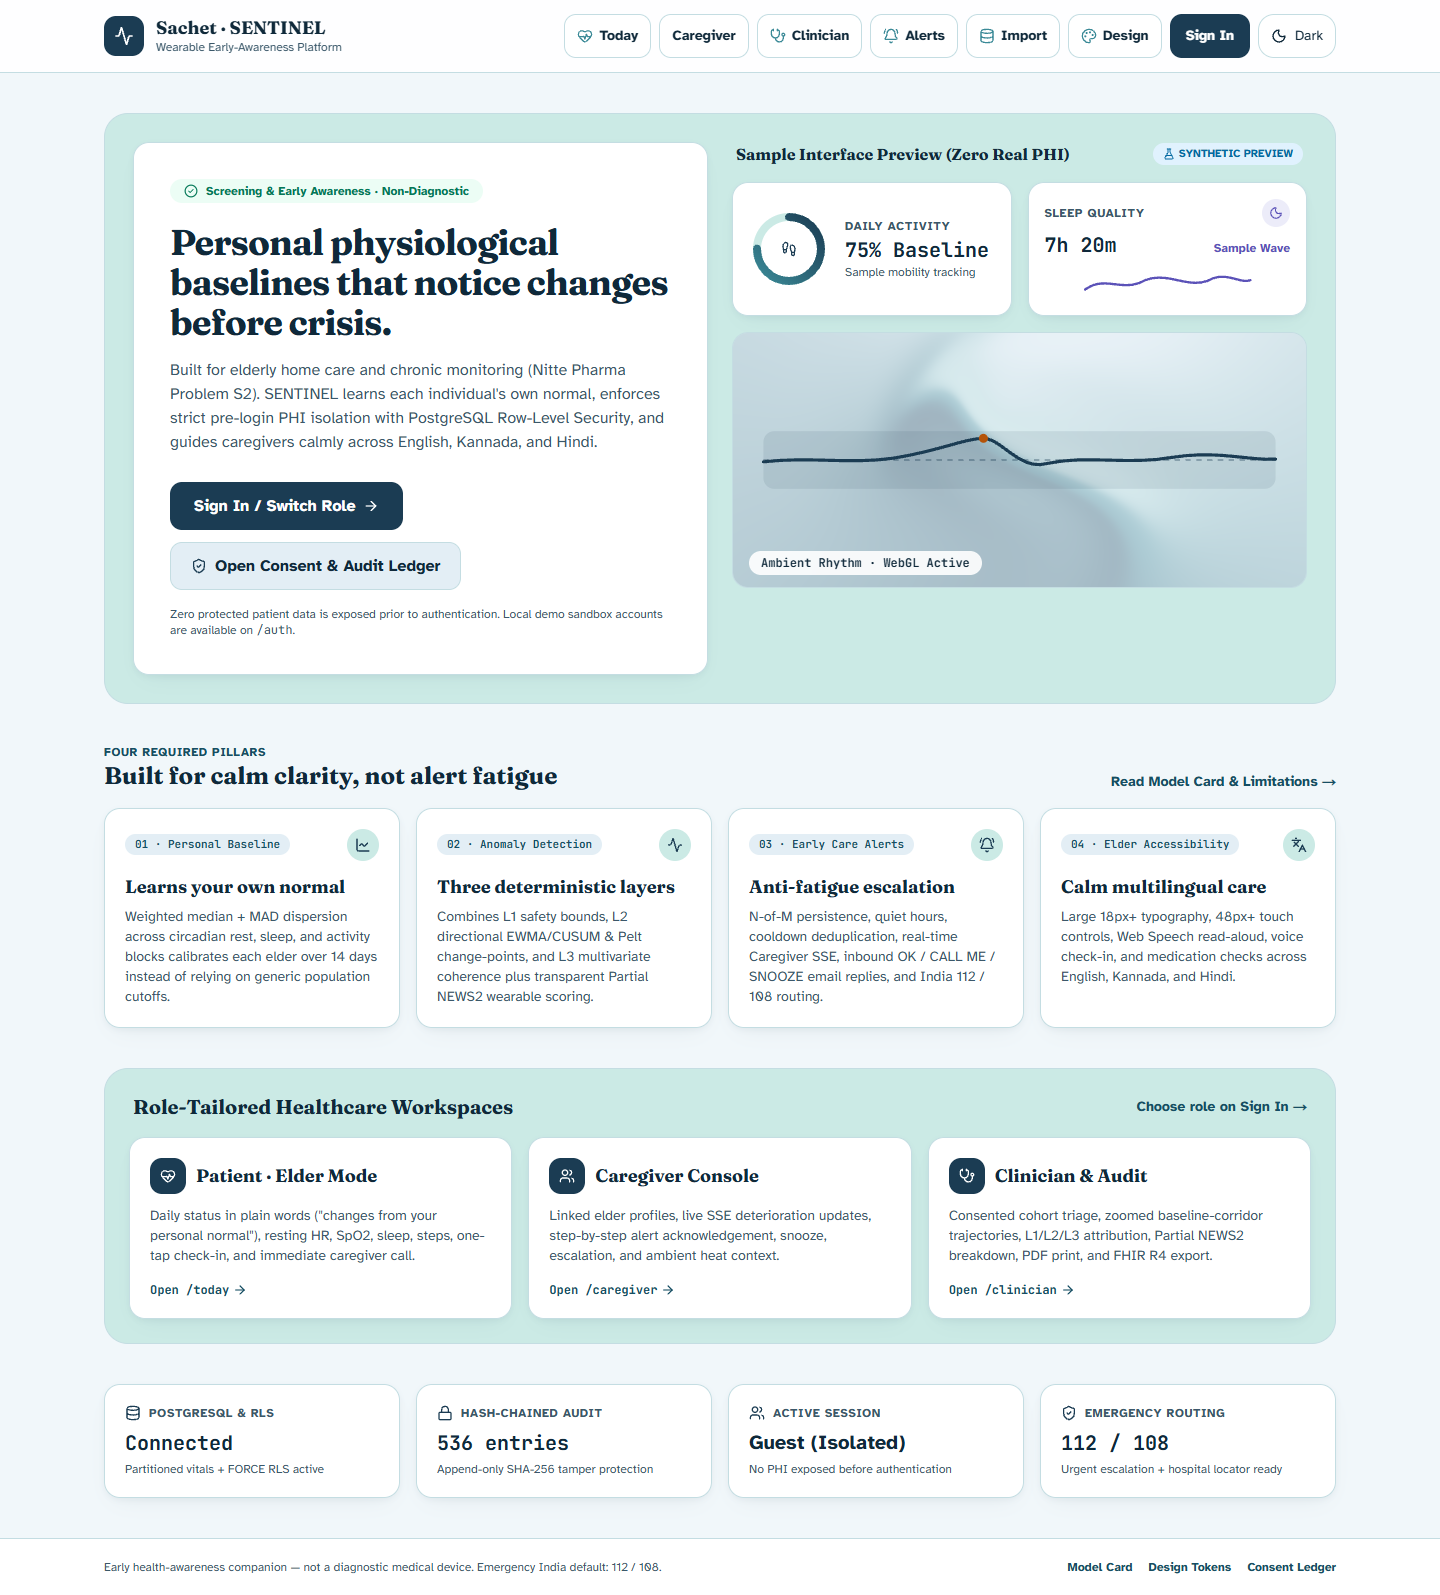 Sachet · SENTINEL
Wearable Early-Awareness Platform
Today
Caregiver
Clinician
Alerts
Import
Design
Sign In
Dark
Screening & Early Awareness · Non-Diagnostic
Personal physiological
baselines that notice changes
before crisis.
Built for elderly home care and chronic monitoring (Nitte Pharma
Problem S2). SENTINEL learns each individual's own normal, enforces
strict pre-login PHI isolation with PostgreSQL Row-Level Security, and
guides caregivers calmly across English, Kannada, and Hindi.
Sign In / Switch Role →
Open Consent & Audit Ledger
Zero protected patient data is exposed prior to authentication. Local demo sandbox accounts
are available on /auth.
Sample Interface Preview (Zero Real PHI)
SYNTHETIC PREVIEW
DAILY ACTIVITY
75% Baseline
Sample mobility tracking
SLEEP QUALITY
7h 20m
Sample Wave
Ambient Rhythm · WebGL Active
FOUR REQUIRED PILLARS
Built for calm clarity, not alert fatigue
Read Model Card & Limitations →
01 · Personal Baseline
Learns your own normal
Weighted median + MAD dispersion
across circadian rest, sleep, and activity
blocks calibrates each elder over 14 days
instead of relying on generic population
cutoffs.
02 · Anomaly Detection
Three deterministic layers
Combines L1 safety bounds, L2
directional EWMA/CUSUM & Pelt
change-points, and L3 multivariate
coherence plus transparent Partial
NEWS2 wearable scoring.
03 · Early Care Alerts
Anti-fatigue escalation
N-of-M persistence, quiet hours,
cooldown deduplication, real-time
Caregiver SSE, inbound OK / CALL ME /
SNOOZE email replies, and India 112 /
108 routing.
04 · Elder Accessibility
Calm multilingual care
Large 18px+ typography, 48px+ touch
controls, Web Speech read-aloud, voice
check-in, and medication checks across
English, Kannada, and Hindi.
Role-Tailored Healthcare Workspaces
Choose role on Sign In →
Patient · Elder Mode
Daily status in plain words ("changes from your
personal normal"), resting HR, SpO2, sleep, steps, one-
tap check-in, and immediate caregiver call.
Open /today →
Caregiver Console
Linked elder profiles, live SSE deterioration updates,
step-by-step alert acknowledgement, snooze,
escalation, and ambient heat context.
Open /caregiver →
Clinician & Audit
Consented cohort triage, zoomed baseline-corridor
trajectories, L1/L2/L3 attribution, Partial NEWS2
breakdown, PDF print, and FHIR R4 export.
Open /clinician →
POSTGRESQL & RLS
Connected
Partitioned vitals + FORCE RLS active
HASH-CHAINED AUDIT
536 entries
Append-only SHA-256 tamper protection
ACTIVE SESSION
Guest (Isolated)
No PHI exposed before authentication
EMERGENCY ROUTING
112 / 108
Urgent escalation + hospital locator ready
Early health-awareness companion — not a diagnostic medical device. Emergency India default: 112 / 108.
Model Card
Design Tokens
Consent Ledger